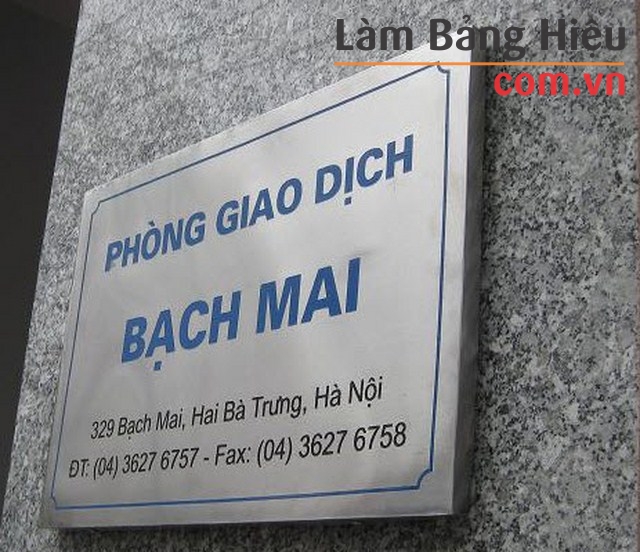 Làm Bảng Hiệu
com.vn
PHÒNG GIAO DỊCH
BẠCH MAI
329 Bạch Mai, Hai Bà Trưng, Hà Nội
ĐT: (04) 3627 6757 - Fax: (04) 3627 6758